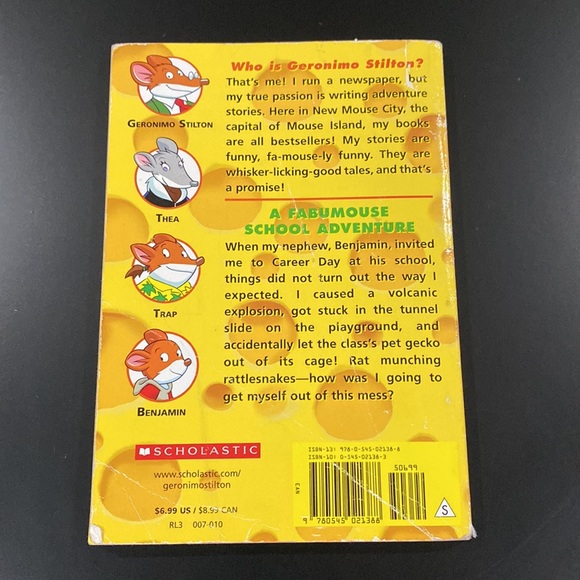 Who is Geronimo Stilton?
That's me! I run a newspaper, but
my true passion is writing adventure
stories. Here in New Mouse City, the
capital of Mouse Island, my books
are all bestsellers! My stories are
funny, fa-mouse-ly funny. They are
whisker-licking-good tales, and that's
a promise!
GERONIMO STILTON
THEA
TRAP
BENJAMIN
A FABUMOUSE
SCHOOL ADVENTURE
When my nephew, Benjamin, invited
me to Career Day at his school,
things did not turn out the way I
expected. I caused a volcanic
explosion, got stuck in the tunnel
slide on the playground, and
accidentally let the class's pet gecko
out of its cage! Rat munching
rattlesnakes—how was I going to
get myself out of this mess?
SCHOLASTIC
www.scholastic.com/
geronimostilton
$6.99 US / $8.99 CAN
RL3 007-010
ISBN-13: 978-0-545-02138-8
ISBN-10: 0-545-02138-3
50699
EAN
9 780545 021388
S